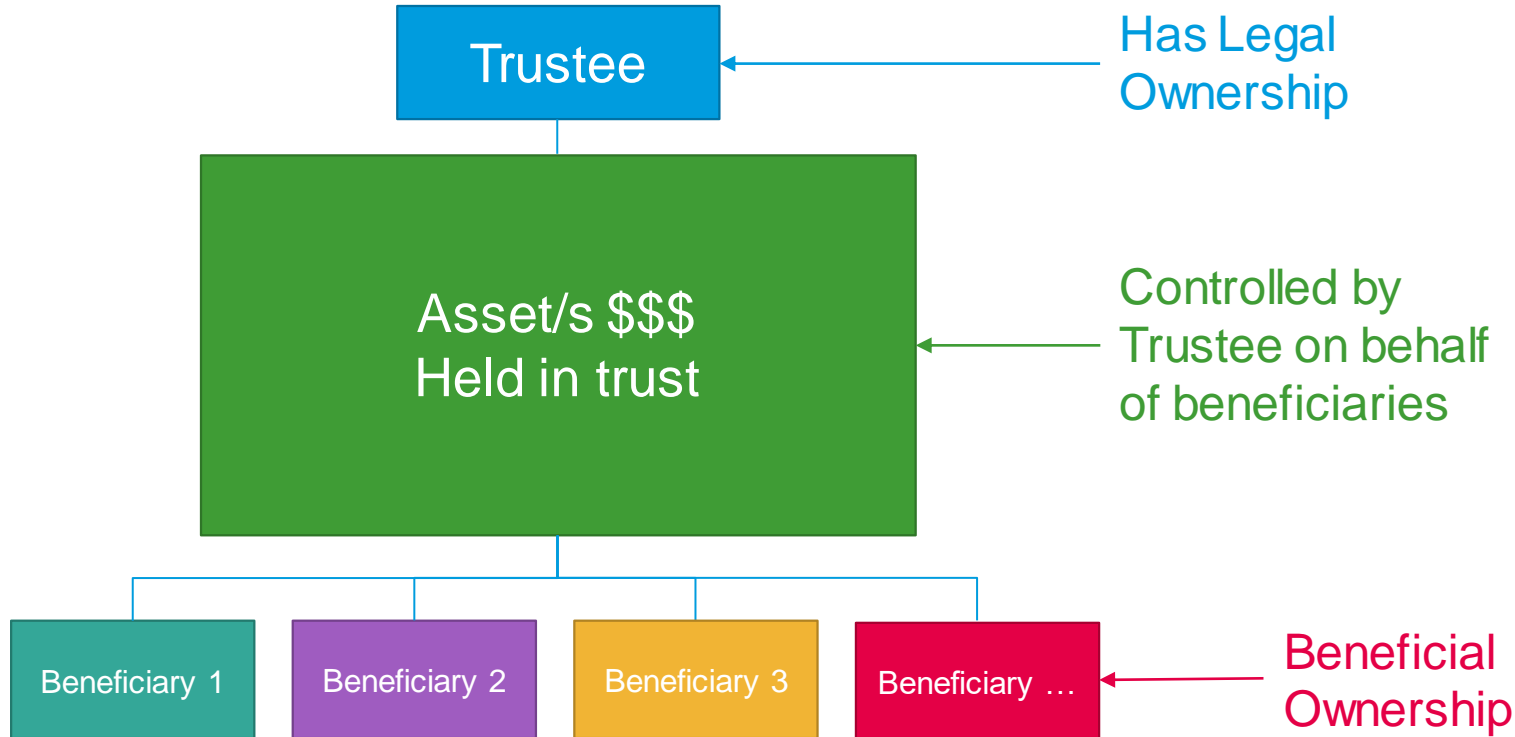 Trustee
Has Legal
Ownership
Asset/s $$$
Held in trust
Controlled by
Trustee on behalf
of beneficiaries
Beneficiary 1
Beneficiary 2
Beneficiary 3
Beneficiary …
Beneficial
Ownership